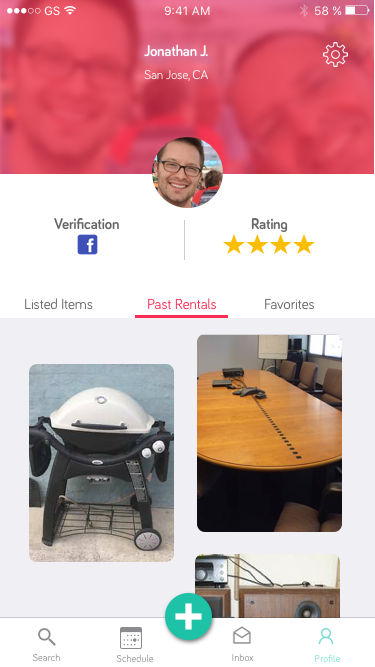 GS 9:41 AM 58 %
Jonathan J.
San Jose, CA
Verification Rating
f
Listed Items Past Rentals Favorites
Search Schedule Inbox Profile